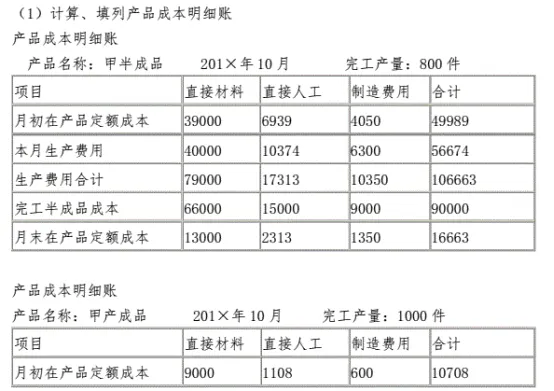 （1）计算、填列产品成本明细账
产品成本明细账
产品名称：甲半成品 201×年10月 完工产量：800件
项目 直接材料 直接人工 制造费用 合计
月初在产品定额成本 39000 6939 4050 49989
本月生产费用 40000 10374 6300 56674
生产费用合计 79000 17313 10350 106663
完工半成品成本 66000 15000 9000 90000
月末在产品定额成本 13000 2313 1350 16663
产品成本明细账
产品名称：甲产成品 201×年10月 完工产量：1000件
项目 直接材料 直接人工 制造费用 合计
月初在产品定额成本 9000 1108 600 10708